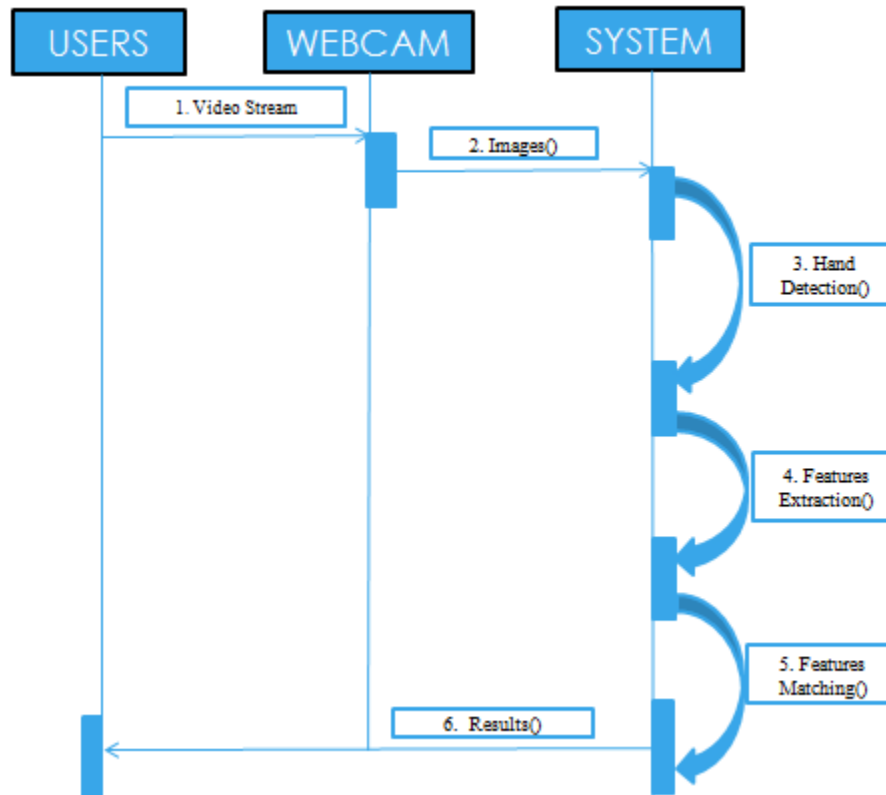 USERS
WEBCAM
SYSTEM
1. Video Stream
2. Images()
3. Hand
Detection()
4. Features
Extraction()
5. Features
Matching()
6. Results()